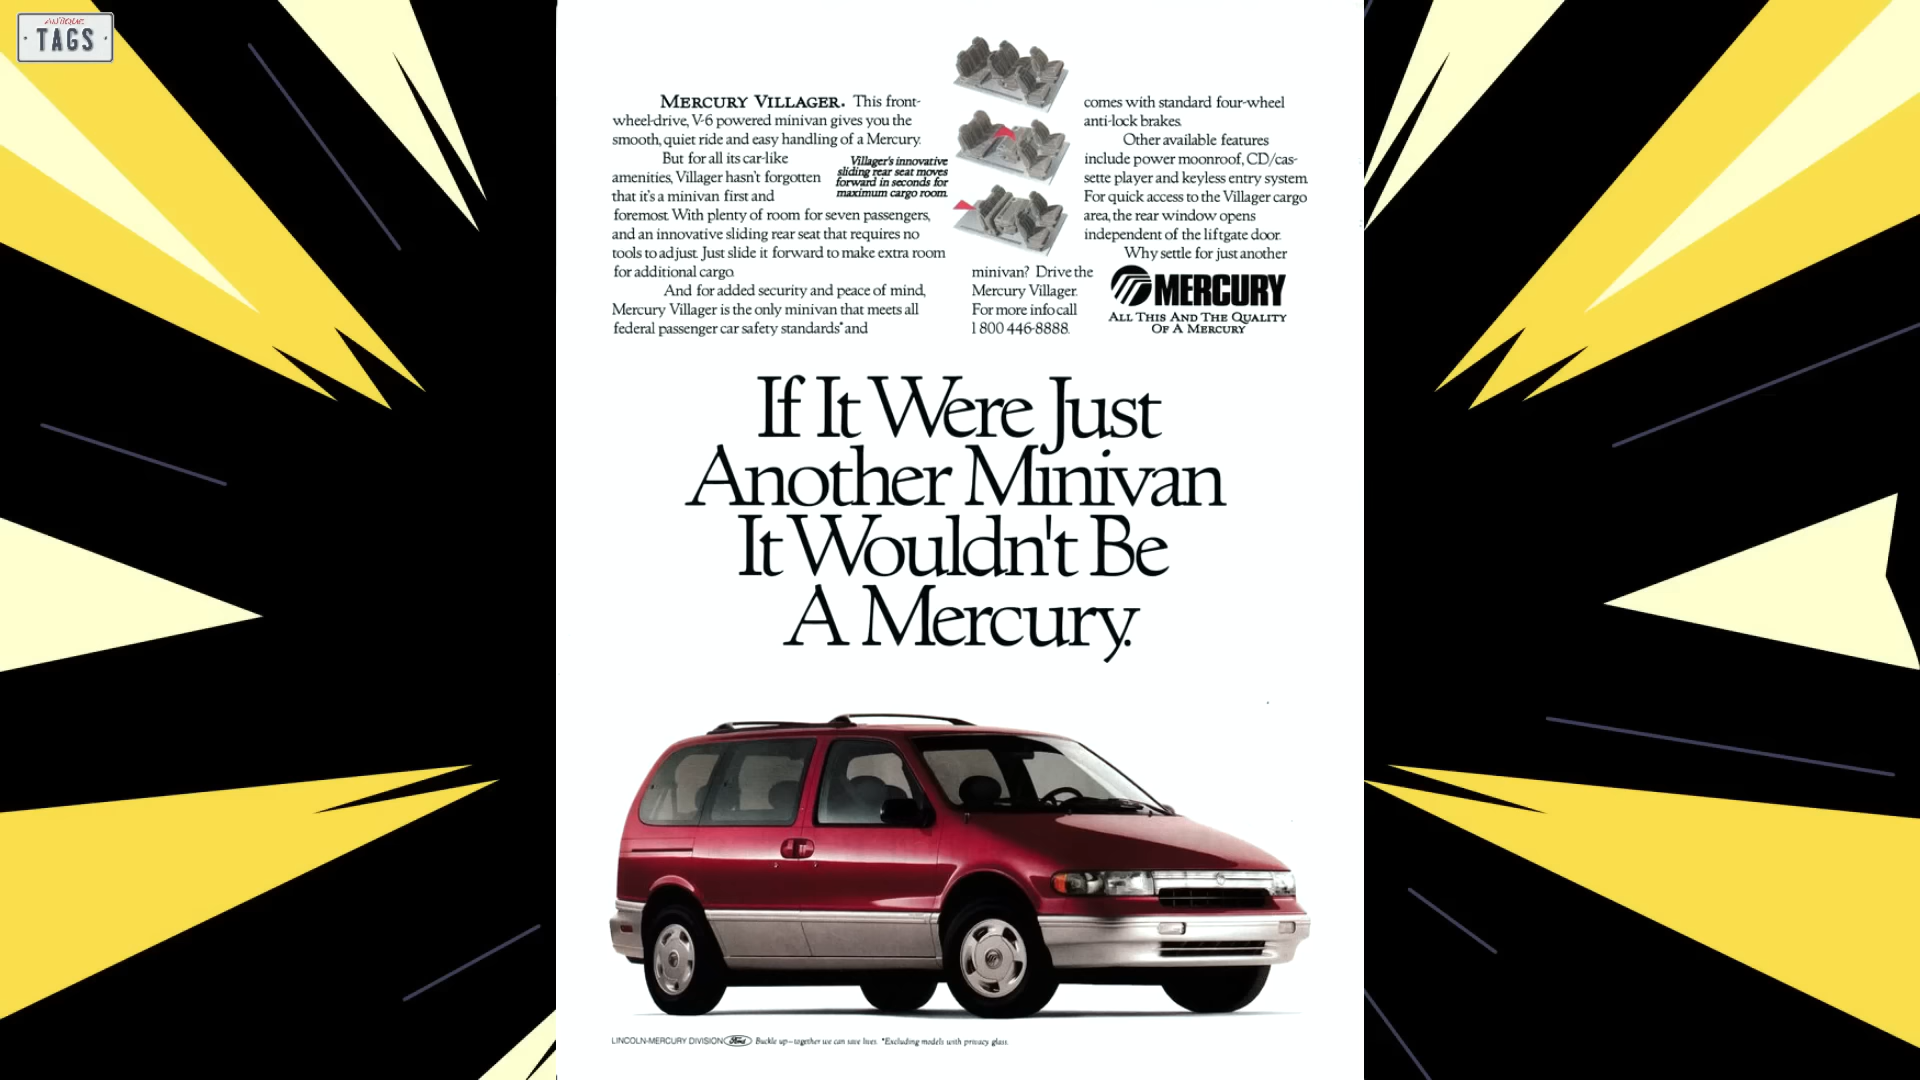 ANTIQUE
TAGS
MERCURY VILLAGER. This front-
wheel-drive, V-6 powered minivan gives you the
smooth, quiet ride and easy handling of a Mercury.
But for all its car-like
amenities, Villager hasn't forgotten
that it's a minivan first and
foremost. With plenty of room for seven passengers,
and an innovative sliding rear seat that requires no
tools to adjust. Just slide it forward to make extra room
for additional cargo.
And for added security and peace of mind,
Mercury Villager is the only minivan that meets all
federal passenger car safety standards* and
Villager's innovative
sliding rear seat moves
forward in seconds for
maximum cargo room.
comes with standard four-wheel
anti-lock brakes.
Other available features
include power moonroof, CD/cas-
sette player and keyless entry system.
For quick access to the Villager cargo
area, the rear window opens
independent of the liftgate door.
Why settle for just another
minivan? Drive the
Mercury Villager.
For more info call
1 800 446-8888.
MERCURY
ALL THIS AND THE QUALITY
OF A MERCURY
If It Were Just
Another Minivan
It Wouldn't Be
A Mercury.
LINCOLN-MERCURY DIVISION Ford Buckle up—together we can save lives. *Excluding models with privacy glass.